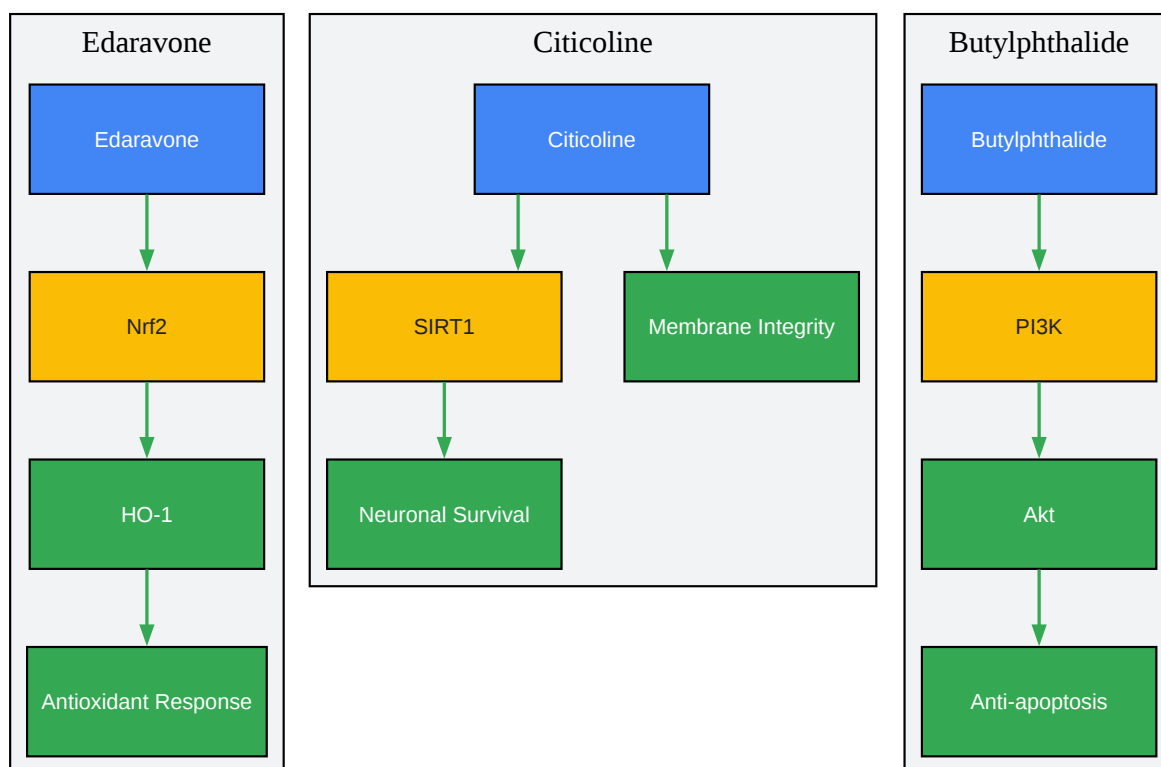 Edaravone
Edaravone
Nrf2
HO-1
Antioxidant Response
Citicoline
Citicoline
SIRT1
Membrane Integrity
Neuronal Survival
Butylphthalide
Butylphthalide
PI3K
Akt
Anti-apoptosis